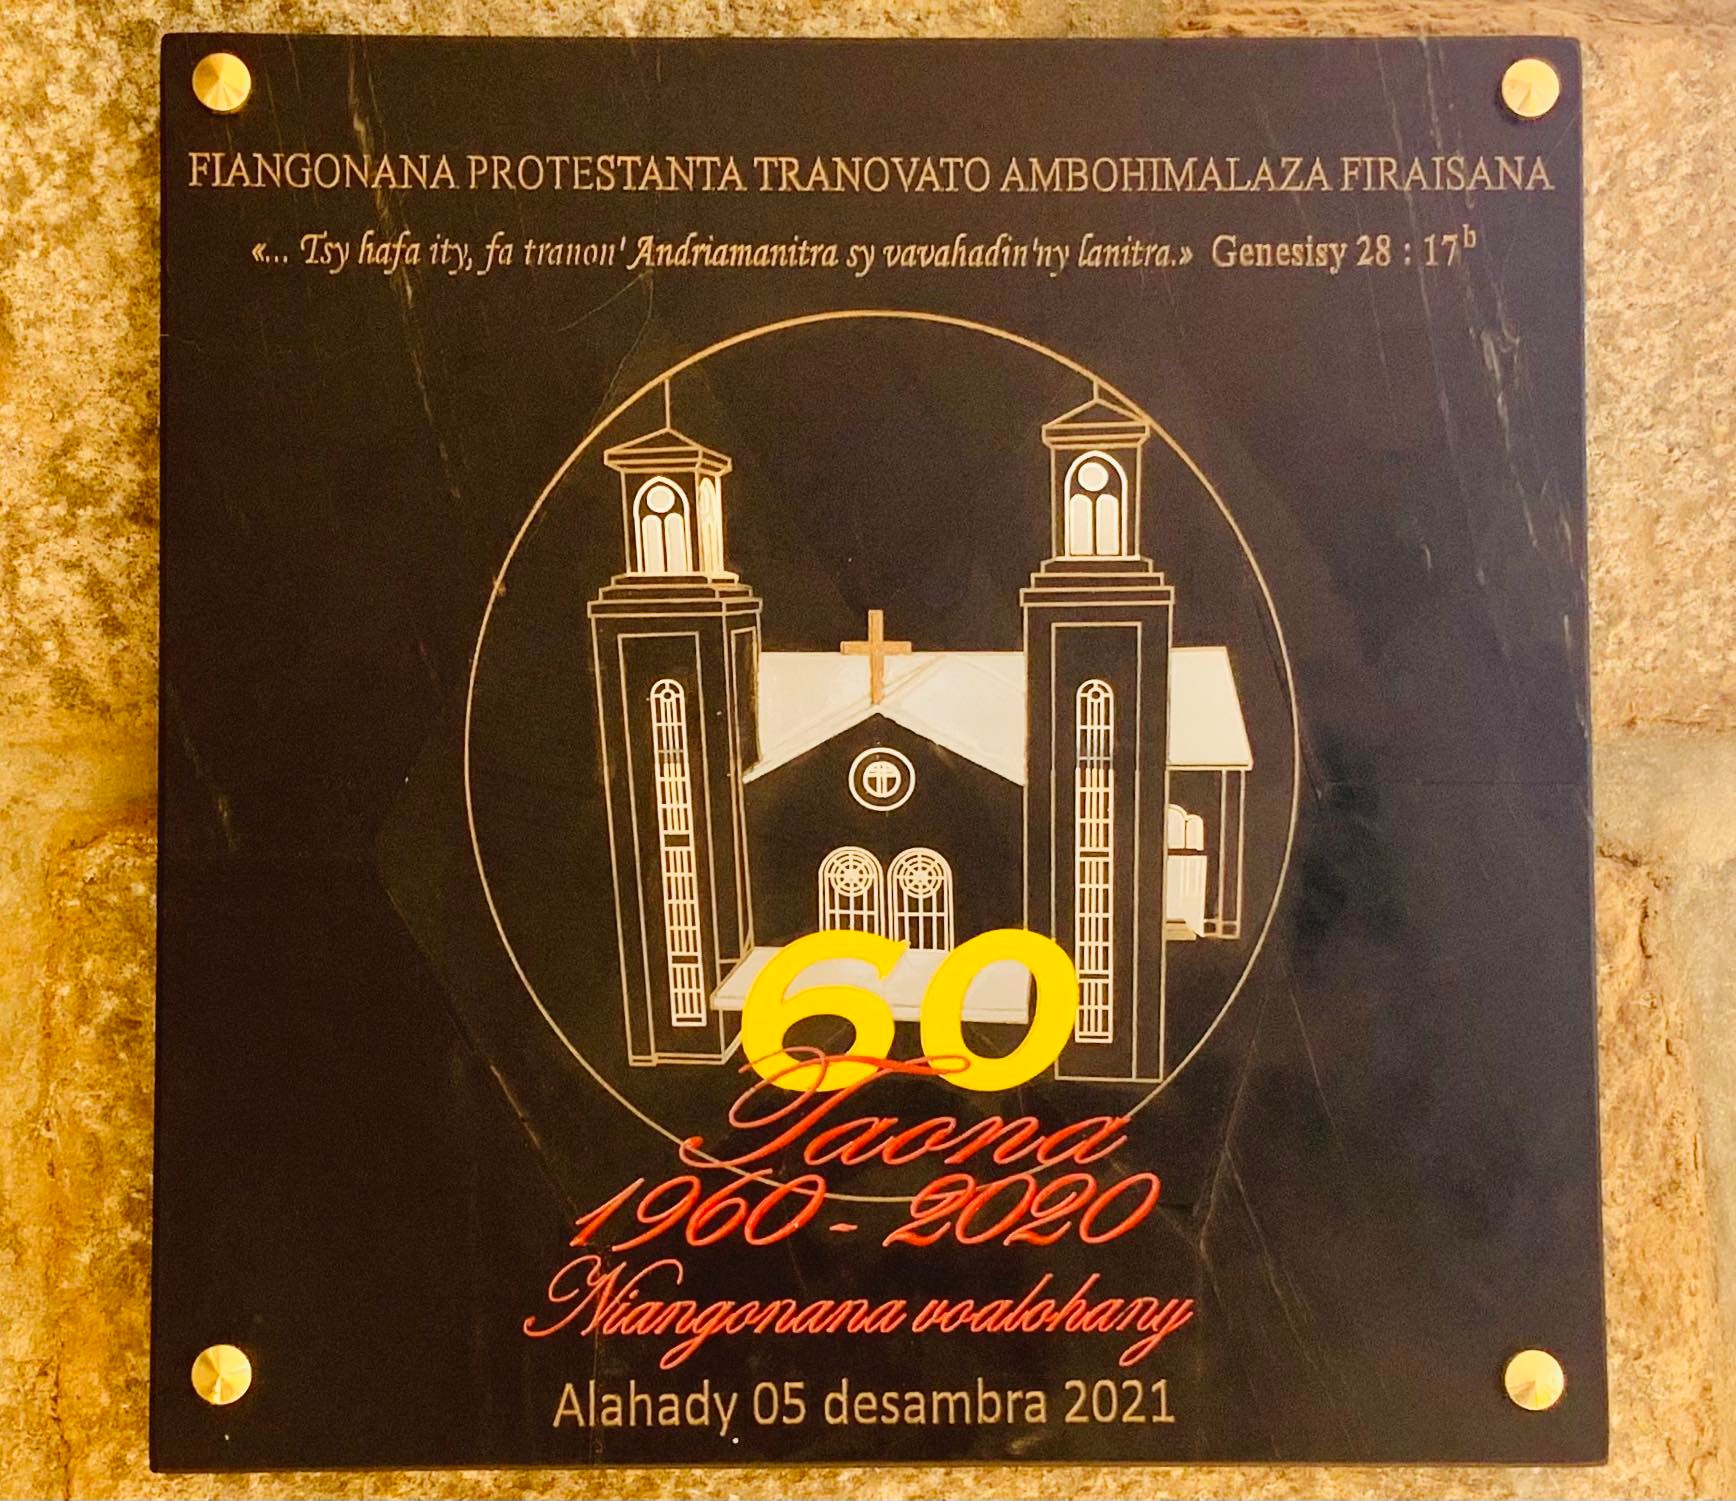 FIANGONANA PROTESTANTA TRANOVATO AMBOHIMALAZA FIRAISANA
«... Tsy hafa ity, fa tranon' Andriamanitra sy vavahadin'ny lanitra.» Genesisy 28 : 17b
60
Taona
1960 - 2020
Niangonana voalohany
Alahady 05 desambra 2021